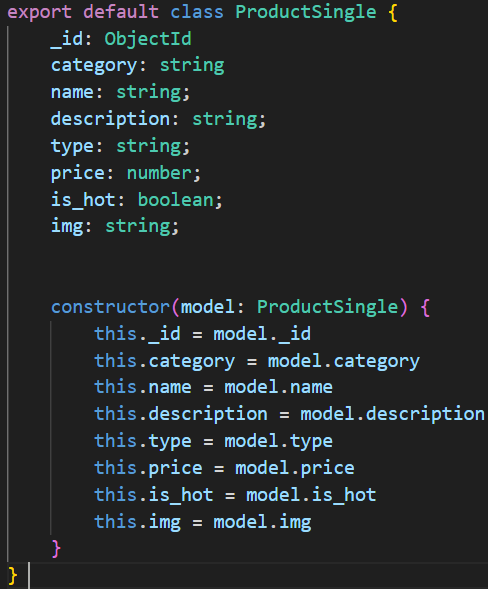 export default class ProductSingle {
    _id: ObjectId
    category: string
    name: string;
    description: string;
    type: string;
    price: number;
    is_hot: boolean;
    img: string;
    constructor(model: ProductSingle) {
        this._id = model._id
        this.category = model.category
        this.name = model.name
        this.description = model.description
        this.type = model.type
        this.price = model.price
        this.is_hot = model.is_hot
        this.img = model.img
    }
}